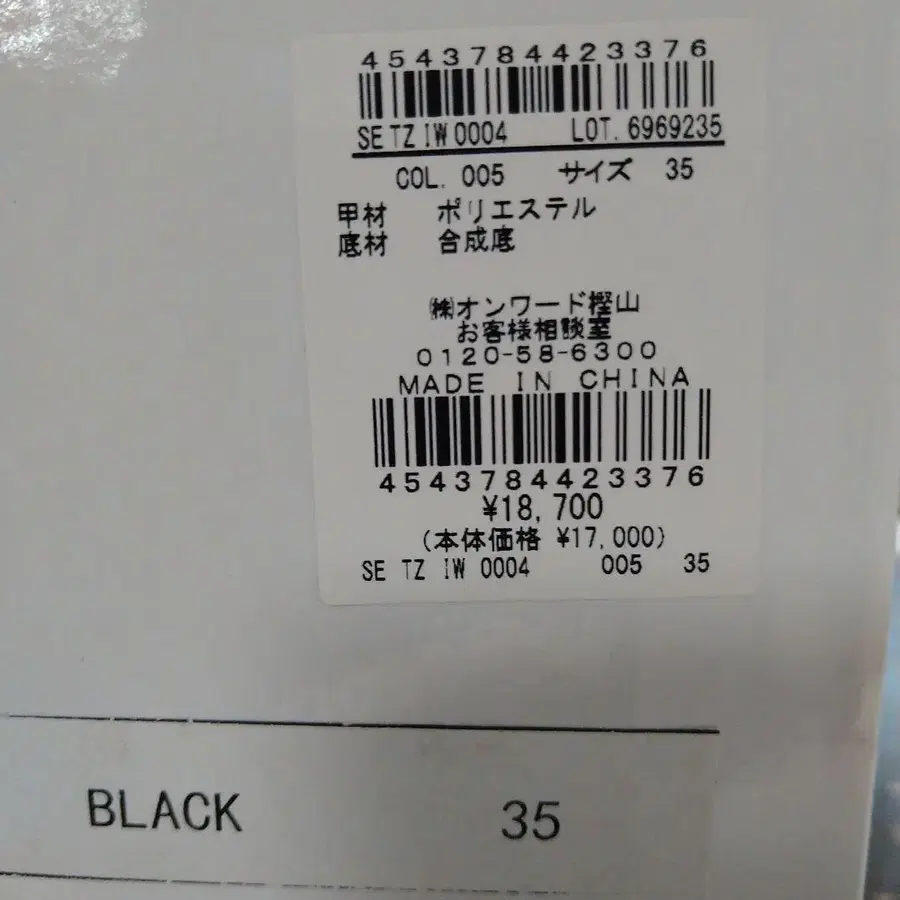 4543784423376
SE TZ IW 0004 LOT. 6969235
COL. 005 サイズ 35
甲材 ポリエステル
底材 合成底
㈱オンワード樫山
お客様相談室
0120-58-6300
MADE IN CHINA
4543784423376
¥18,700
(本体価格 ¥17,000)
SE TZ IW 0004 005 35
BLACK 35